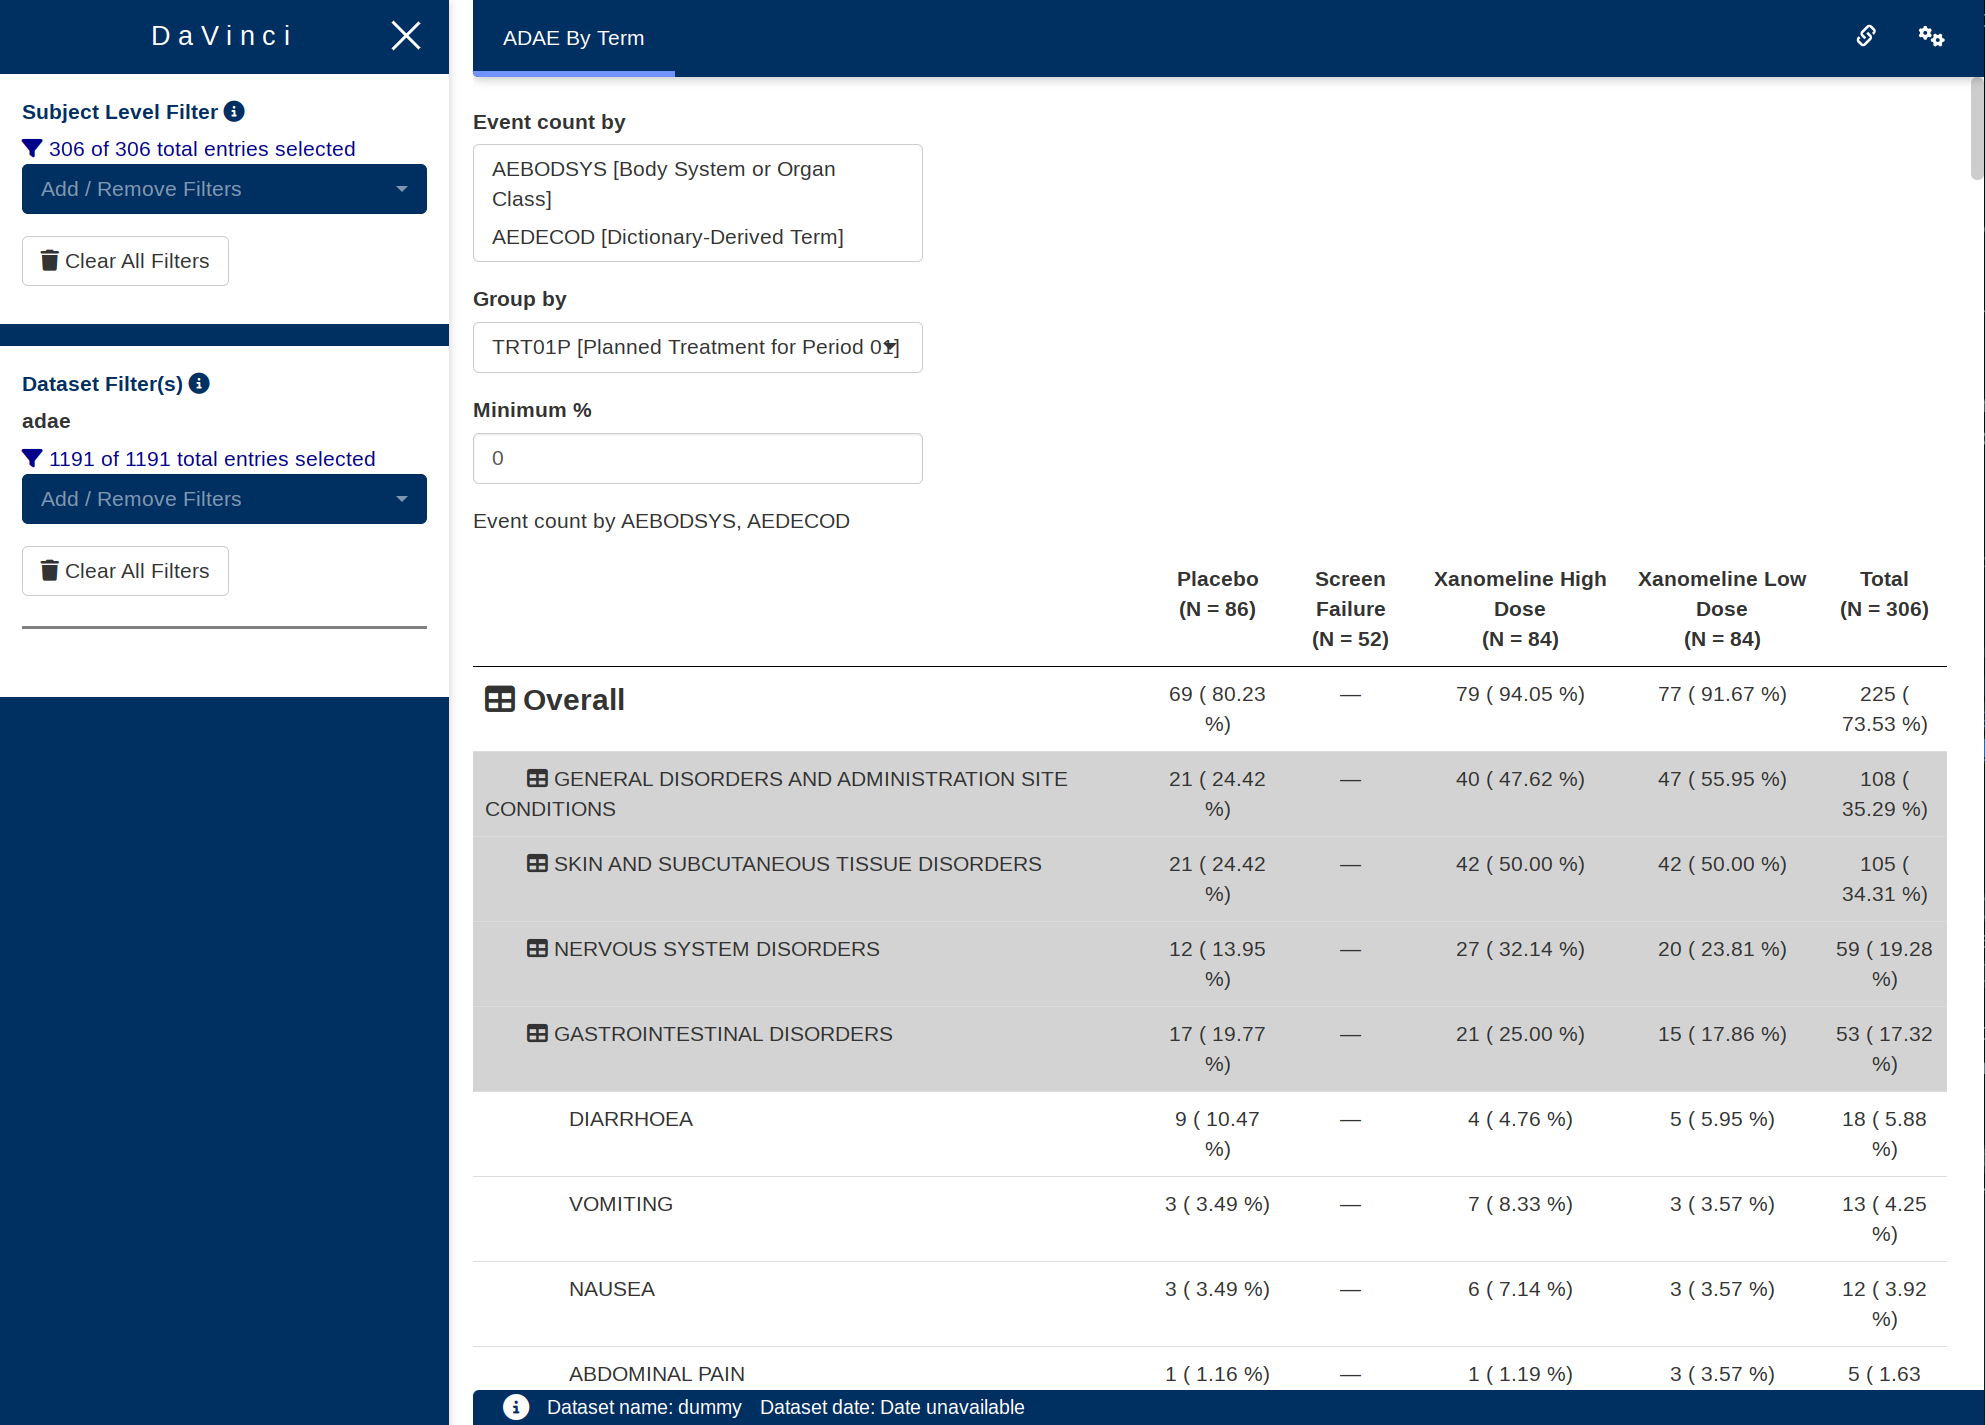 DaVinci
Subject Level Filter
306 of 306 total entries selected
Add / Remove Filters
Clear All Filters
Dataset Filter(s)
adae
1191 of 1191 total entries selected
Add / Remove Filters
Clear All Filters
ADAE By Term
Event count by
AEBODSYS [Body System or Organ
Class]
AEDECOD [Dictionary-Derived Term]
Group by
TRT01P [Planned Treatment for Period 01]
Minimum %
0
Event count by AEBODSYS, AEDECOD
Placebo Screen Xanomeline High Xanomeline Low Total
(N = 86) Failure Dose Dose (N = 306)
(N = 52) (N = 84) (N = 84)
Overall 69 ( 80.23 — 79 ( 94.05 %) 77 ( 91.67 %) 225 (
%) 73.53 %)
GENERAL DISORDERS AND ADMINISTRATION SITE 21 ( 24.42 — 40 ( 47.62 %) 47 ( 55.95 %) 108 (
CONDITIONS %) 35.29 %)
SKIN AND SUBCUTANEOUS TISSUE DISORDERS 21 ( 24.42 — 42 ( 50.00 %) 42 ( 50.00 %) 105 (
%) 34.31 %)
NERVOUS SYSTEM DISORDERS 12 ( 13.95 — 27 ( 32.14 %) 20 ( 23.81 %) 59 ( 19.28
%) %)
GASTROINTESTINAL DISORDERS 17 ( 19.77 — 21 ( 25.00 %) 15 ( 17.86 %) 53 ( 17.32
%) %)
DIARRHOEA 9 ( 10.47 — 4 ( 4.76 %) 5 ( 5.95 %) 18 ( 5.88
%) %)
VOMITING 3 ( 3.49 %) — 7 ( 8.33 %) 3 ( 3.57 %) 13 ( 4.25
%)
NAUSEA 3 ( 3.49 %) — 6 ( 7.14 %) 3 ( 3.57 %) 12 ( 3.92
%)
ABDOMINAL PAIN 1 ( 1.16 %) — 1 ( 1.19 %) 3 ( 3.57 %) 5 ( 1.63
Dataset name: dummy Dataset date: Date unavailable